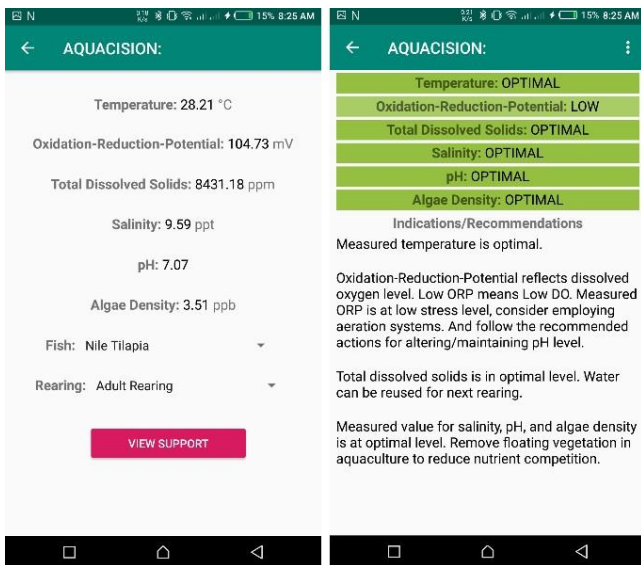 N 0.18 K/s 15% 8:25 AM
AQUACISION:
Temperature: 28.21 °C
Oxidation-Reduction-Potential: 104.73 mV
Total Dissolved Solids: 8431.18 ppm
Salinity: 9.59 ppt
pH: 7.07
Algae Density: 3.51 ppb
Fish: Nile Tilapia
Rearing: Adult Rearing
VIEW SUPPORT
N 0.21 K/s 15% 8:25 AM
AQUACISION:
Temperature: OPTIMAL
Oxidation-Reduction-Potential: LOW
Total Dissolved Solids: OPTIMAL
Salinity: OPTIMAL
pH: OPTIMAL
Algae Density: OPTIMAL
Indications/Recommendations
Measured temperature is optimal.
Oxidation-Reduction-Potential reflects dissolved
oxygen level. Low ORP means Low DO. Measured
ORP is at low stress level, consider employing
aeration systems. And follow the recommended
actions for altering/maintaining pH level.
Total dissolved solids is in optimal level. Water
can be reused for next rearing.
Measured value for salinity, pH, and algae density
is at optimal level. Remove floating vegetation in
aquaculture to reduce nutrient competition.